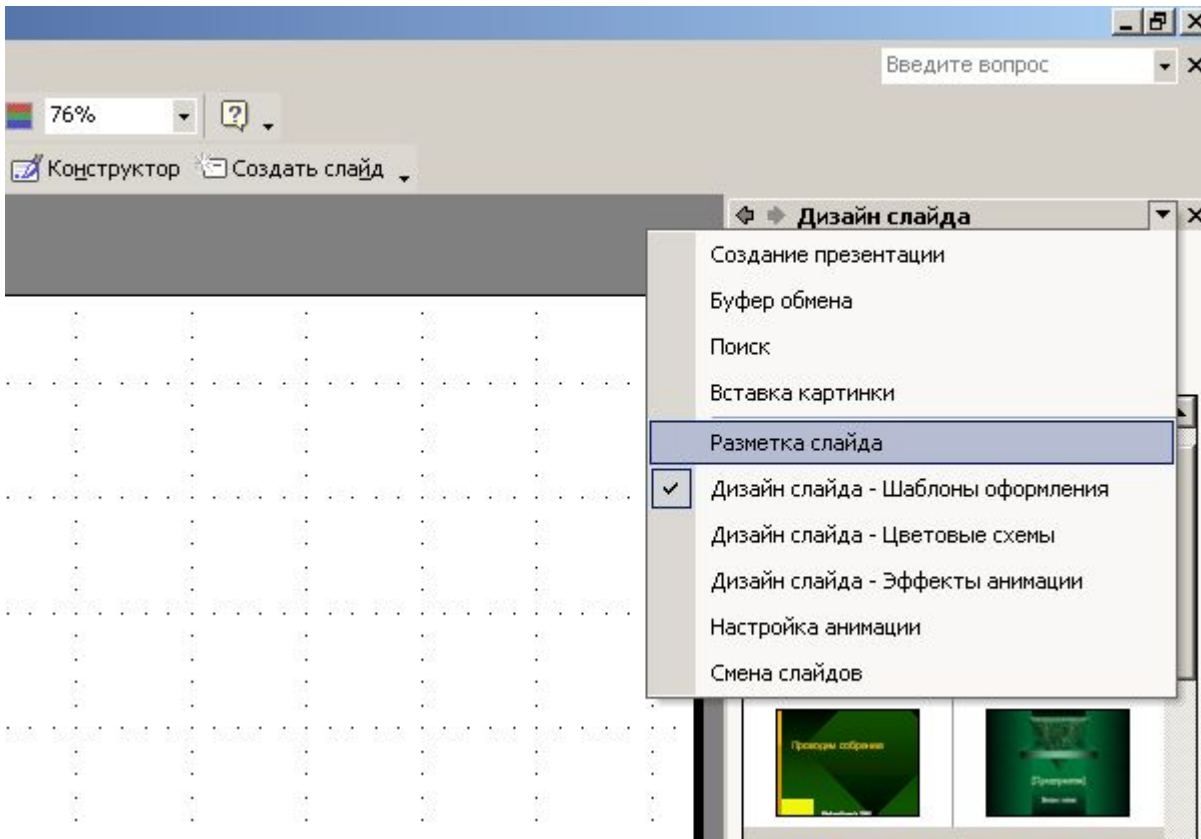 Введите вопрос
76%
Конструктор Создать слайд
Дизайн слайда
Создание презентации
Буфер обмена
Поиск
Вставка картинки
Разметка слайда
Дизайн слайда - Шаблоны оформления
Дизайн слайда - Цветовые схемы
Дизайн слайда - Эффекты анимации
Настройка анимации
Смена слайдов
Проводим собрание
[Предприятие]